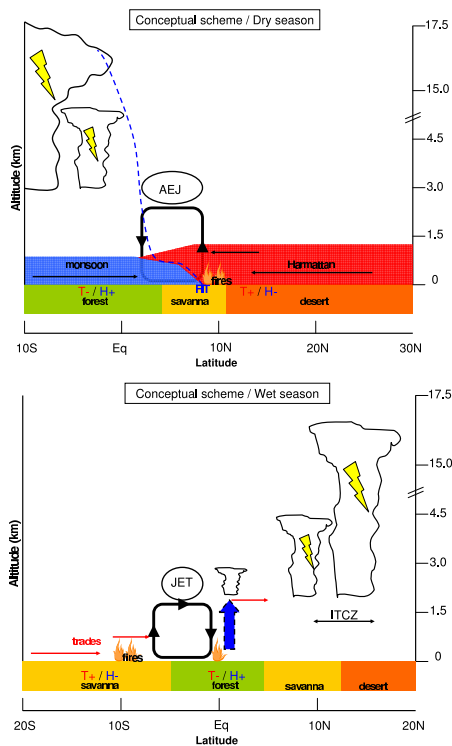 Conceptual scheme / Dry season
17.5
15.0
4.5
3.0
1.5
0
Altitude (km)
AEJ
monsoon
Harmattan
FIT
fires
T- / H+
T+ / H-
forest
savanna
desert
10S
Eq
10N
20N
30N
Latitude
Conceptual scheme / Wet season
17.5
15.0
4.5
3.0
1.5
0
Altitude (km)
JET
ITCZ
trades
fires
T+ / H-
T- / H+
savanna
forest
savanna
desert
20S
10S
Eq
10N
20N
Latitude